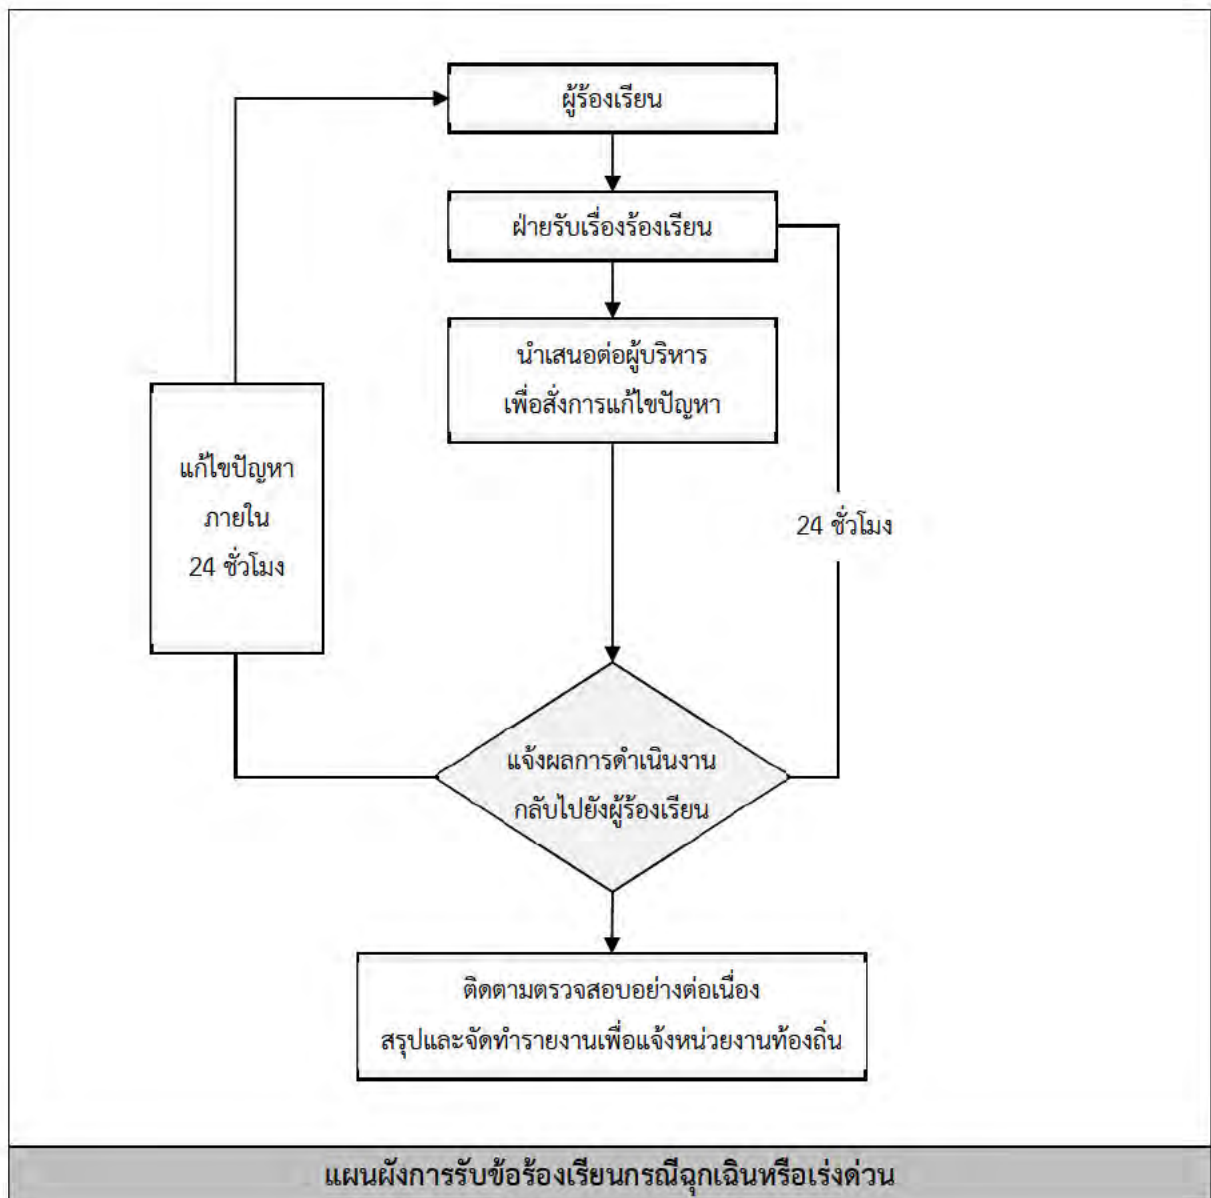 ผู้ร้องเรียน
ฝ่ายรับเรื่องร้องเรียน
นำเสนอต่อผู้บริหาร
เพื่อสั่งการแก้ไขปัญหา
แก้ไขปัญหา
ภายใน
24 ชั่วโมง
24 ชั่วโมง
แจ้งผลการดำเนินงาน
กลับไปยังผู้ร้องเรียน
ติดตามตรวจสอบอย่างต่อเนื่อง
สรุปและจัดทำรายงานเพื่อแจ้งหน่วยงานท้องถิ่น
แผนผังการรับข้อร้องเรียนกรณีฉุกเฉินหรือเร่งด่วน